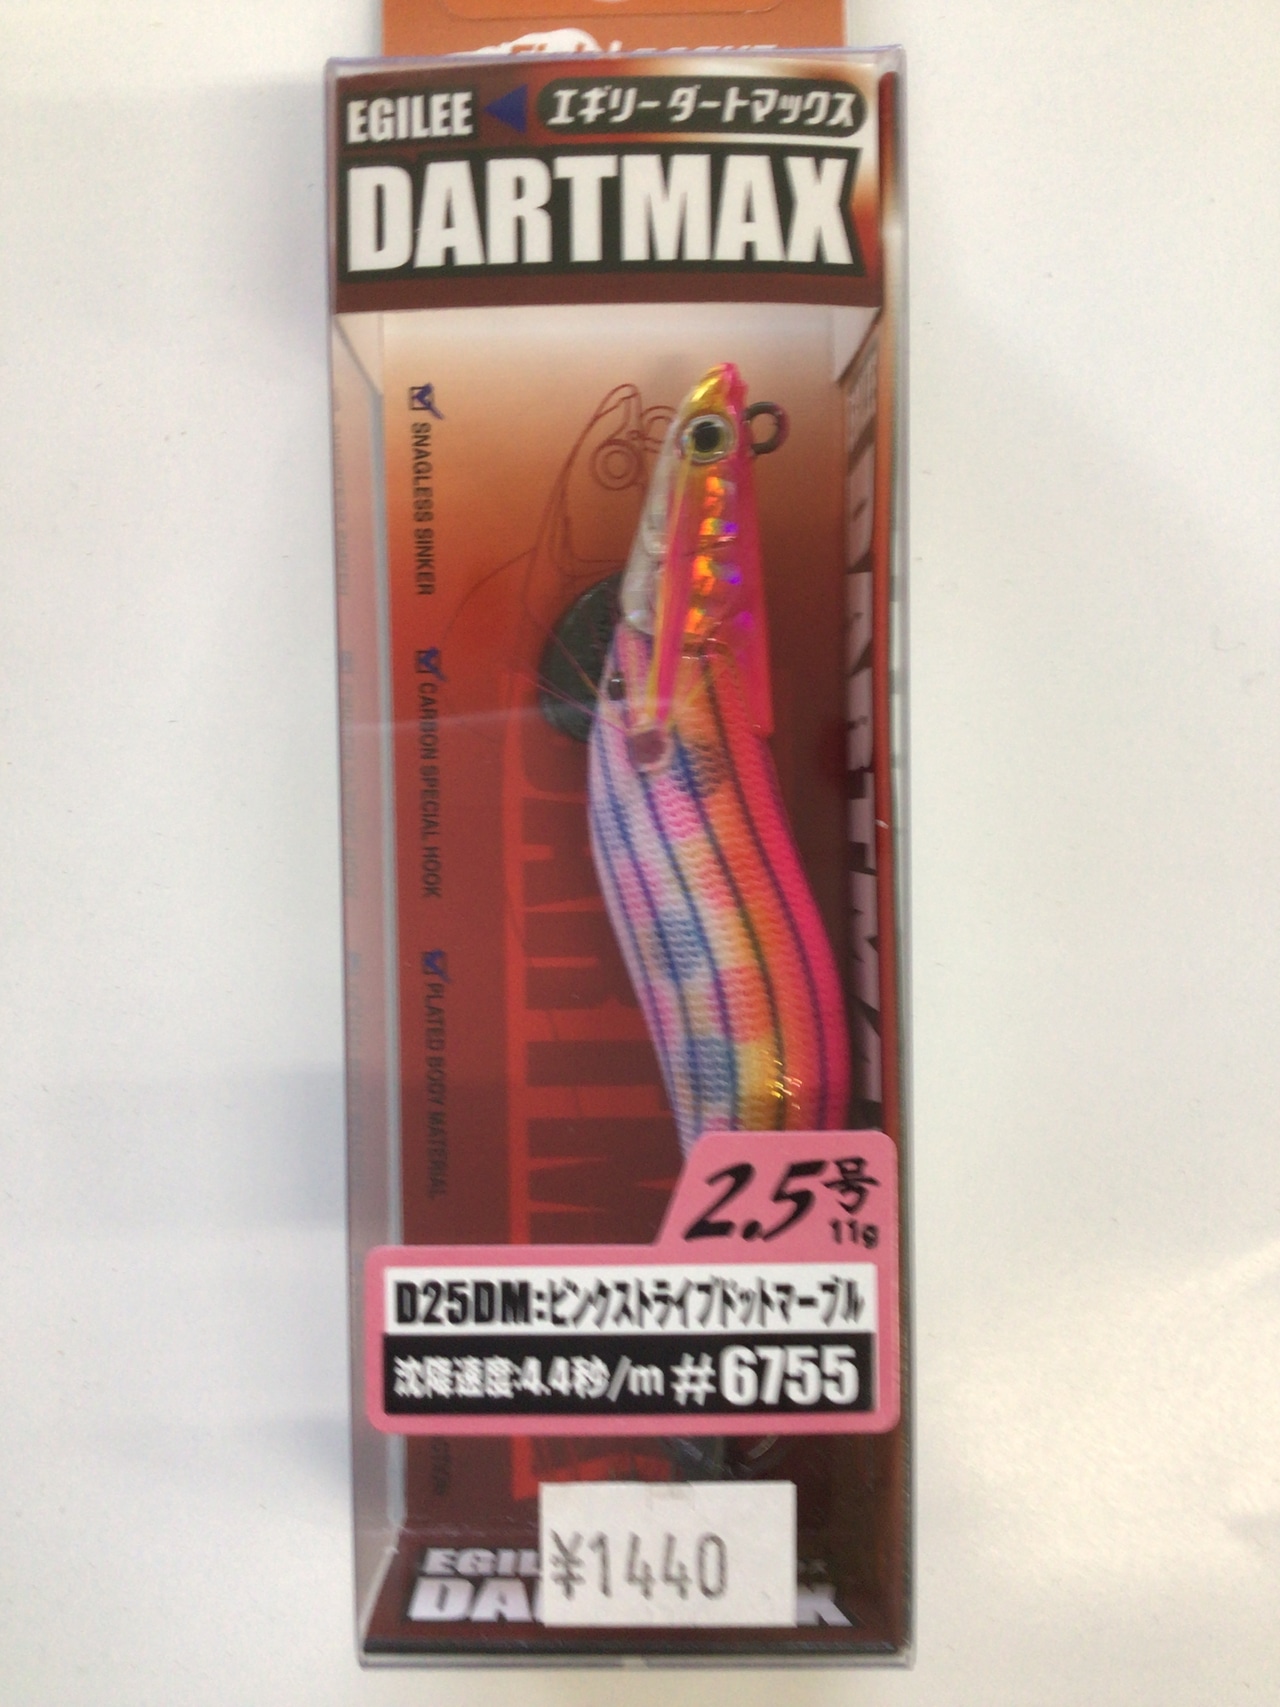 EGILEE
エギリーダートマックス
DARTMAX
SNAGLESS SINKER
CARBON SPECIAL HOOK
PLATED BODY MATERIAL
2.5号
11g
D25DM:ピンクストライプドットマーブル
沈降速度:4.4秒/m #6755
¥1440